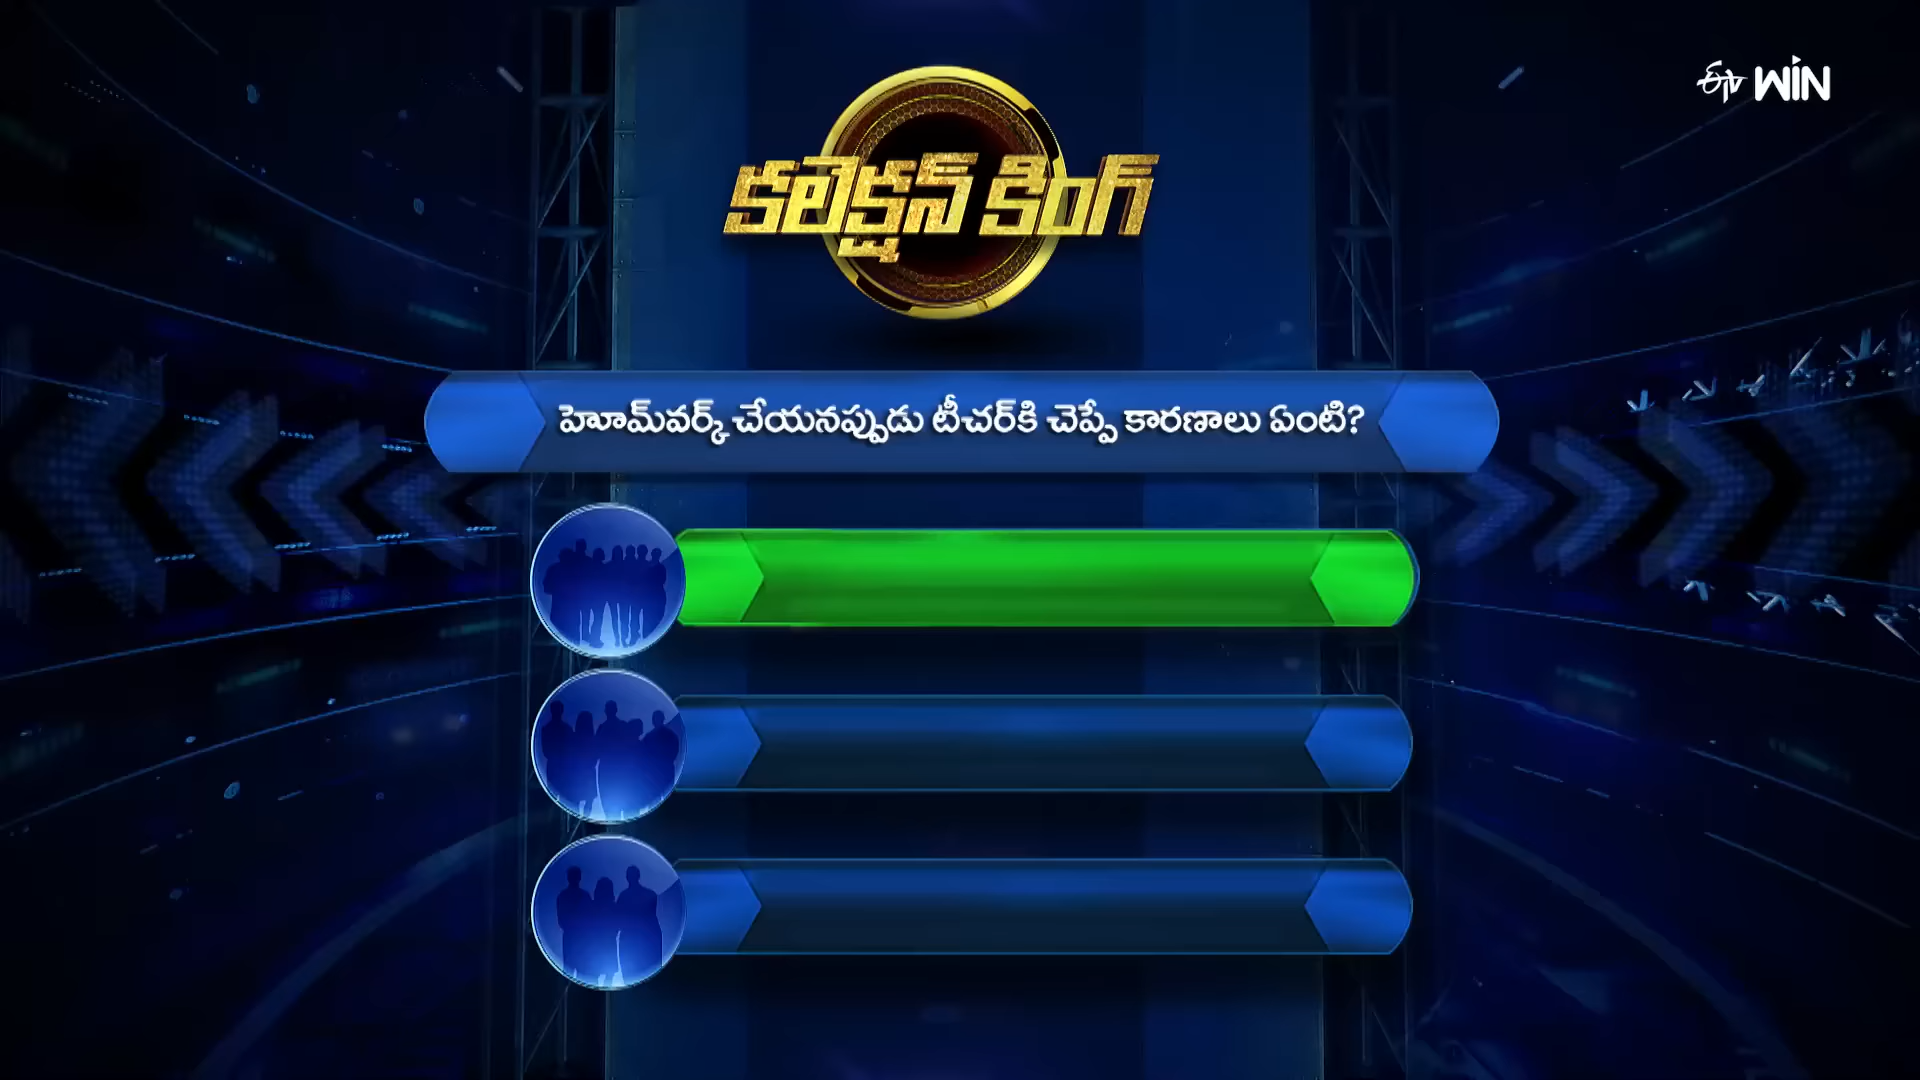 ఈటీv WIN
కలెక్షన్ కింగ్
హెూమ్‌వర్క్ చేయనప్పుడు టీచర్‌కి చెప్పే కారణాలు ఏంటి?